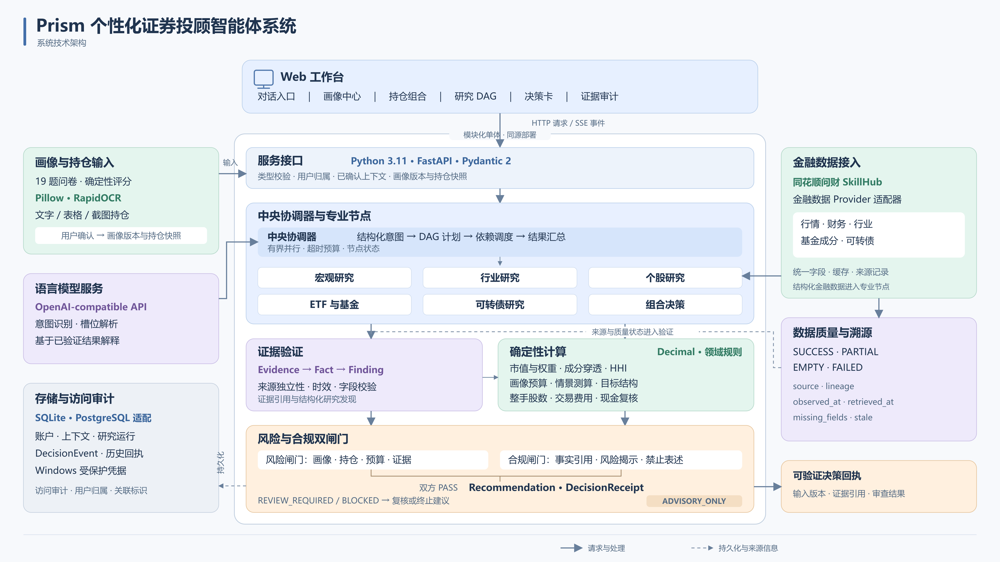 Prism 个性化证券投顾智能体系统
系统技术架构
Web 工作台
对话入口 | 画像中心 | 持仓组合 | 研究 DAG | 决策卡 | 证据审计
HTTP 请求 / SSE 事件
模块化单体 · 同源部署
画像与持仓输入
19 题问卷 · 确定性评分
Pillow • RapidOCR
文字 / 表格 / 截图持仓
用户确认 → 画像版本与持仓快照
输入
语言模型服务
OpenAI-compatible API
意图识别 · 槽位解析
基于已验证结果解释
存储与访问审计
SQLite • PostgreSQL 适配
账户 · 上下文 · 研究运行
DecisionEvent · 历史回执
Windows 受保护凭据
访问审计 · 用户归属 · 关联标识
持久化
服务接口 Python 3.11 • FastAPI • Pydantic 2
类型校验 · 用户归属 · 已确认上下文 · 画像版本与持仓快照
中央协调器与专业节点
中央协调器 结构化意图 → DAG 计划 → 依赖调度 → 结果汇总
有界并行 · 超时预算 · 节点状态
宏观研究 行业研究 个股研究
ETF 与基金 可转债研究 组合决策
来源与质量状态进入验证
证据验证
Evidence → Fact → Finding
来源独立性 · 时效 · 字段校验
证据引用与结构化研究发现
确定性计算 Decimal • 领域规则
市值与权重 · 成分穿透 · HHI
画像预算 · 情景测算 · 目标结构
整手股数 · 交易费用 · 现金复核
风险与合规双闸门
风险闸门：画像 · 持仓 · 预算 · 证据
合规闸门：事实引用 · 风险揭示 · 禁止表述
双方 PASS Recommendation • DecisionReceipt
REVIEW_REQUIRED / BLOCKED → 复核或终止建议
ADVISORY_ONLY
金融数据接入
同花顺问财 SkillHub
金融数据 Provider 适配器
行情 · 财务 · 行业
基金成分 · 可转债
统一字段 · 缓存 · 来源记录
结构化金融数据进入专业节点
数据质量与溯源
SUCCESS · PARTIAL
EMPTY · FAILED
source · lineage
observed_at · retrieved_at
missing_fields · stale
可验证决策回执
输入版本 · 证据引用 · 审查结果
请求与处理
持久化与来源信息